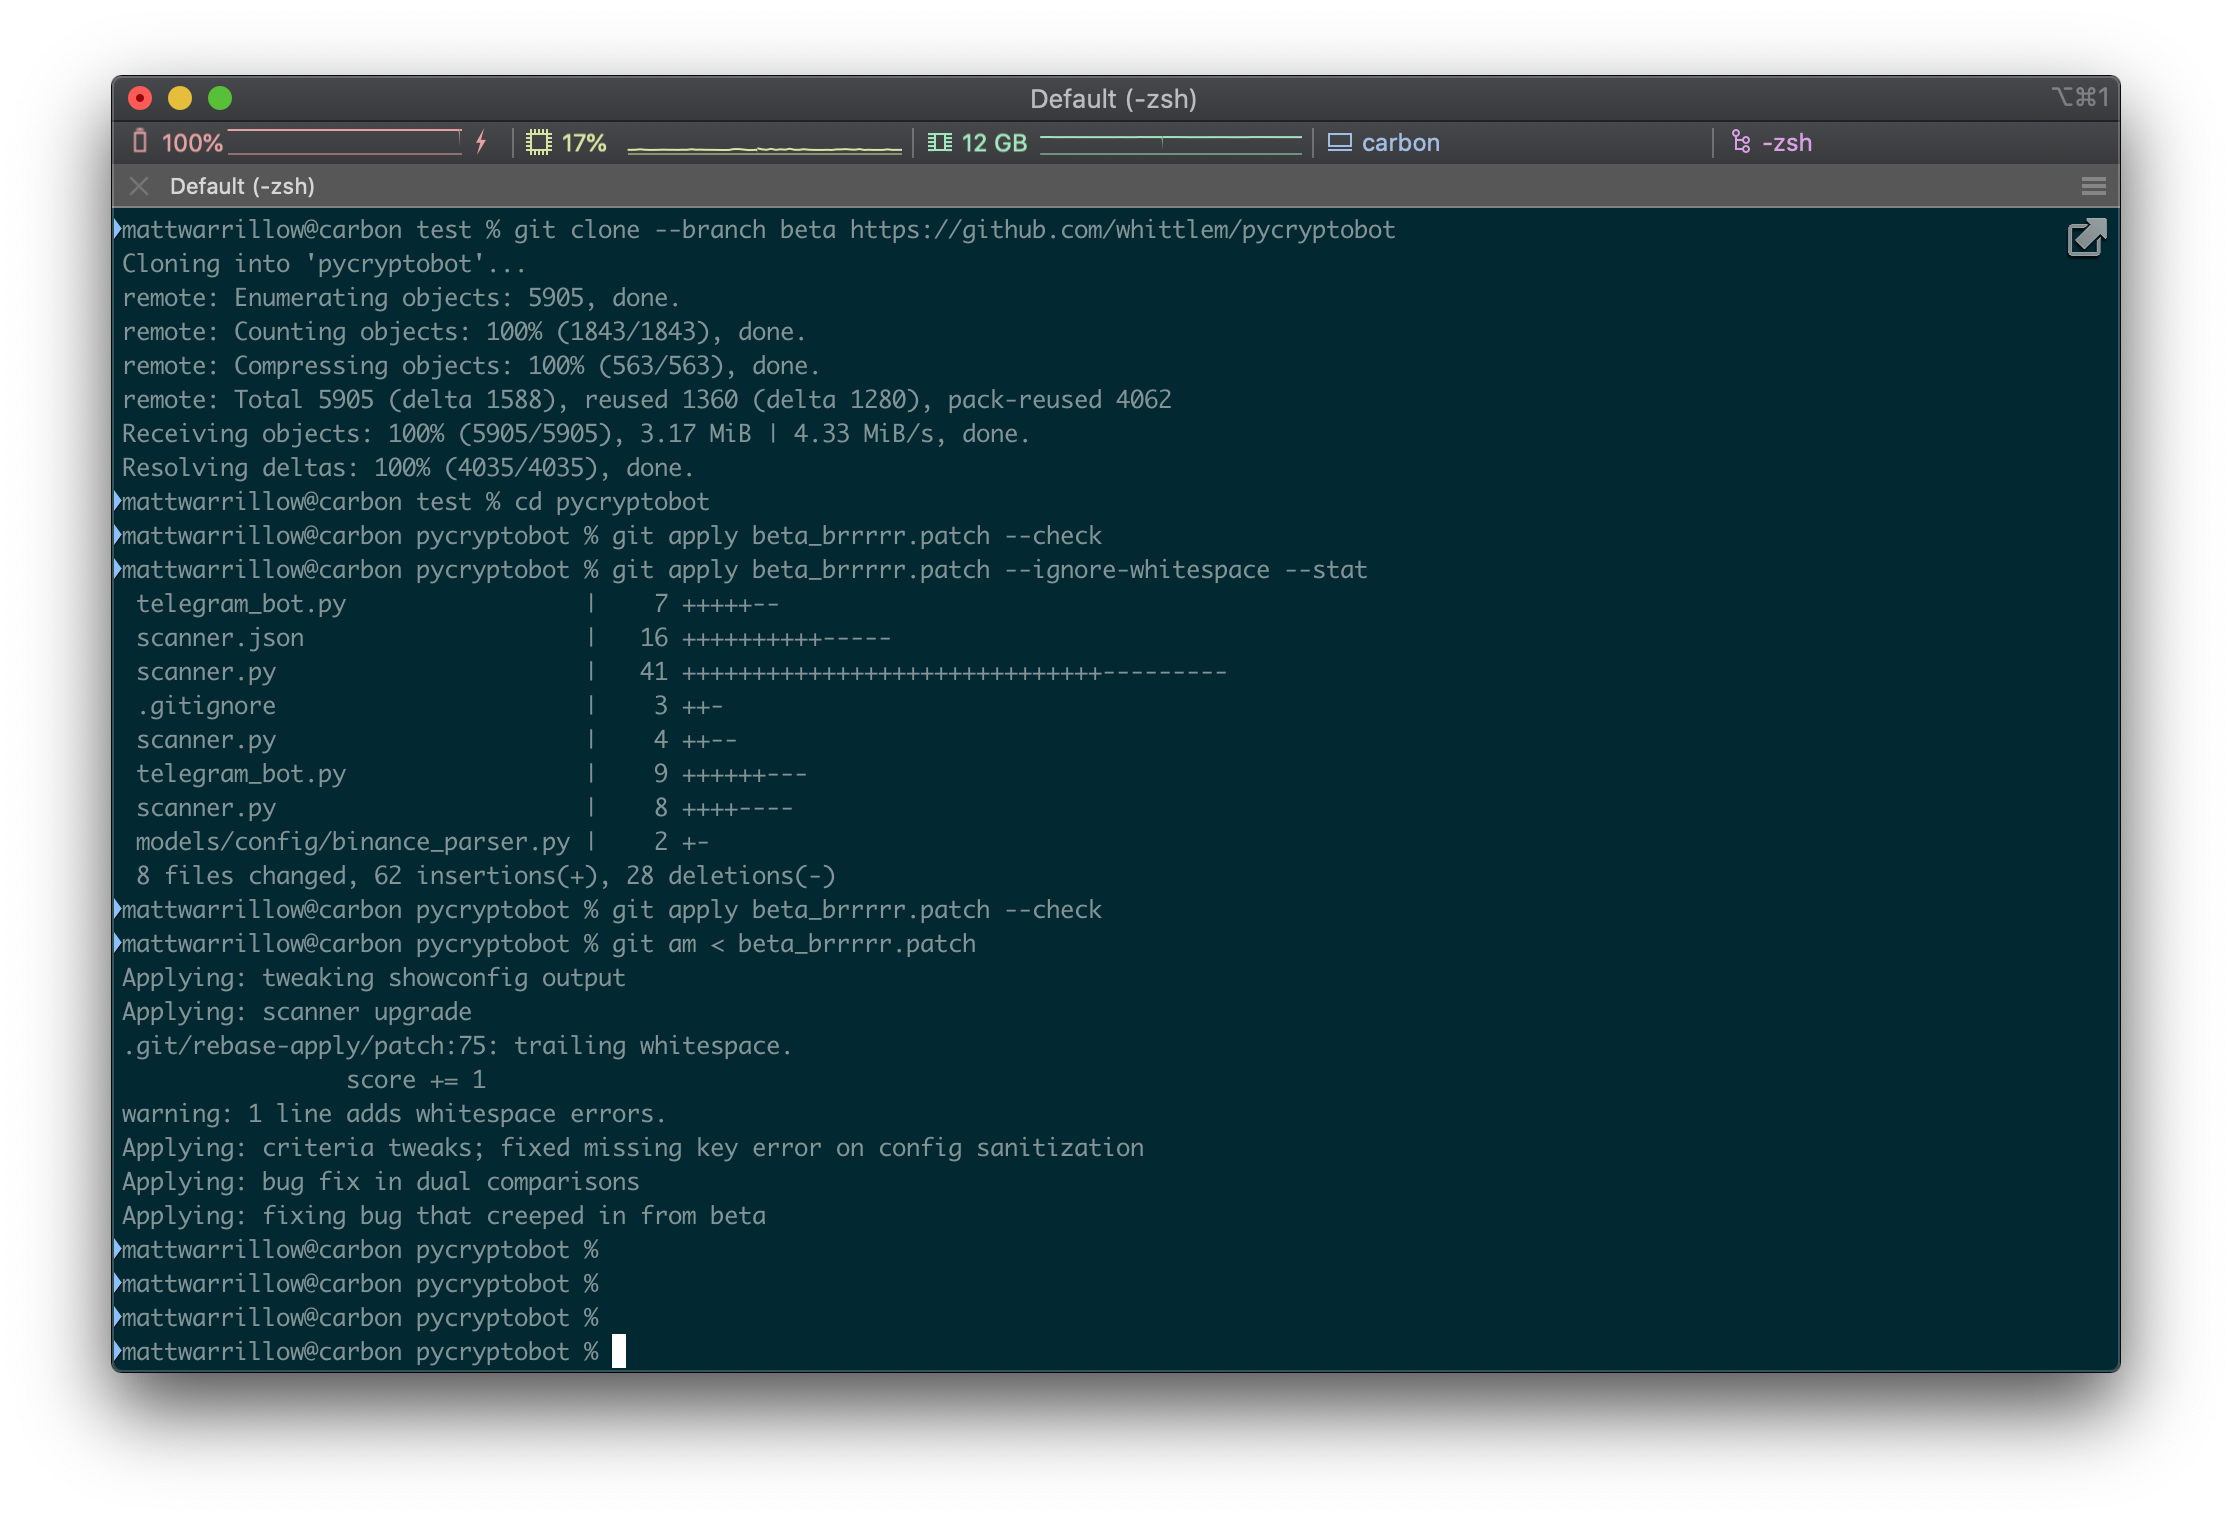 Default (-zsh)
⌥⌘1
100%
17%
12 GB
carbon
-zsh
Default (-zsh)
mattwarrillow@carbon test % git clone --branch beta https://github.com/whittlem/pycryptobot
Cloning into 'pycryptobot'...
remote: Enumerating objects: 5905, done.
remote: Counting objects: 100% (1843/1843), done.
remote: Compressing objects: 100% (563/563), done.
remote: Total 5905 (delta 1588), reused 1360 (delta 1280), pack-reused 4062
Receiving objects: 100% (5905/5905), 3.17 MiB | 4.33 MiB/s, done.
Resolving deltas: 100% (4035/4035), done.
mattwarrillow@carbon test % cd pycryptobot
mattwarrillow@carbon pycryptobot % git apply beta_brrrrr.patch --check
mattwarrillow@carbon pycryptobot % git apply beta_brrrrr.patch --ignore-whitespace --stat
telegram_bot.py | 7 +++++--
scanner.json | 16 ++++++++++-----
scanner.py | 41 ++++++++++++++++++++++++++++++---------
.gitignore | 3 ++-
scanner.py | 4 ++--
telegram_bot.py | 9 ++++++---
scanner.py | 8 ++++----
models/config/binance_parser.py | 2 +-
8 files changed, 62 insertions(+), 28 deletions(-)
mattwarrillow@carbon pycryptobot % git apply beta_brrrrr.patch --check
mattwarrillow@carbon pycryptobot % git am < beta_brrrrr.patch
Applying: tweaking showconfig output
Applying: scanner upgrade
.git/rebase-apply/patch:75: trailing whitespace.
score += 1
warning: 1 line adds whitespace errors.
Applying: criteria tweaks; fixed missing key error on config sanitization
Applying: bug fix in dual comparisons
Applying: fixing bug that creeped in from beta
mattwarrillow@carbon pycryptobot %
mattwarrillow@carbon pycryptobot %
mattwarrillow@carbon pycryptobot %
mattwarrillow@carbon pycryptobot %